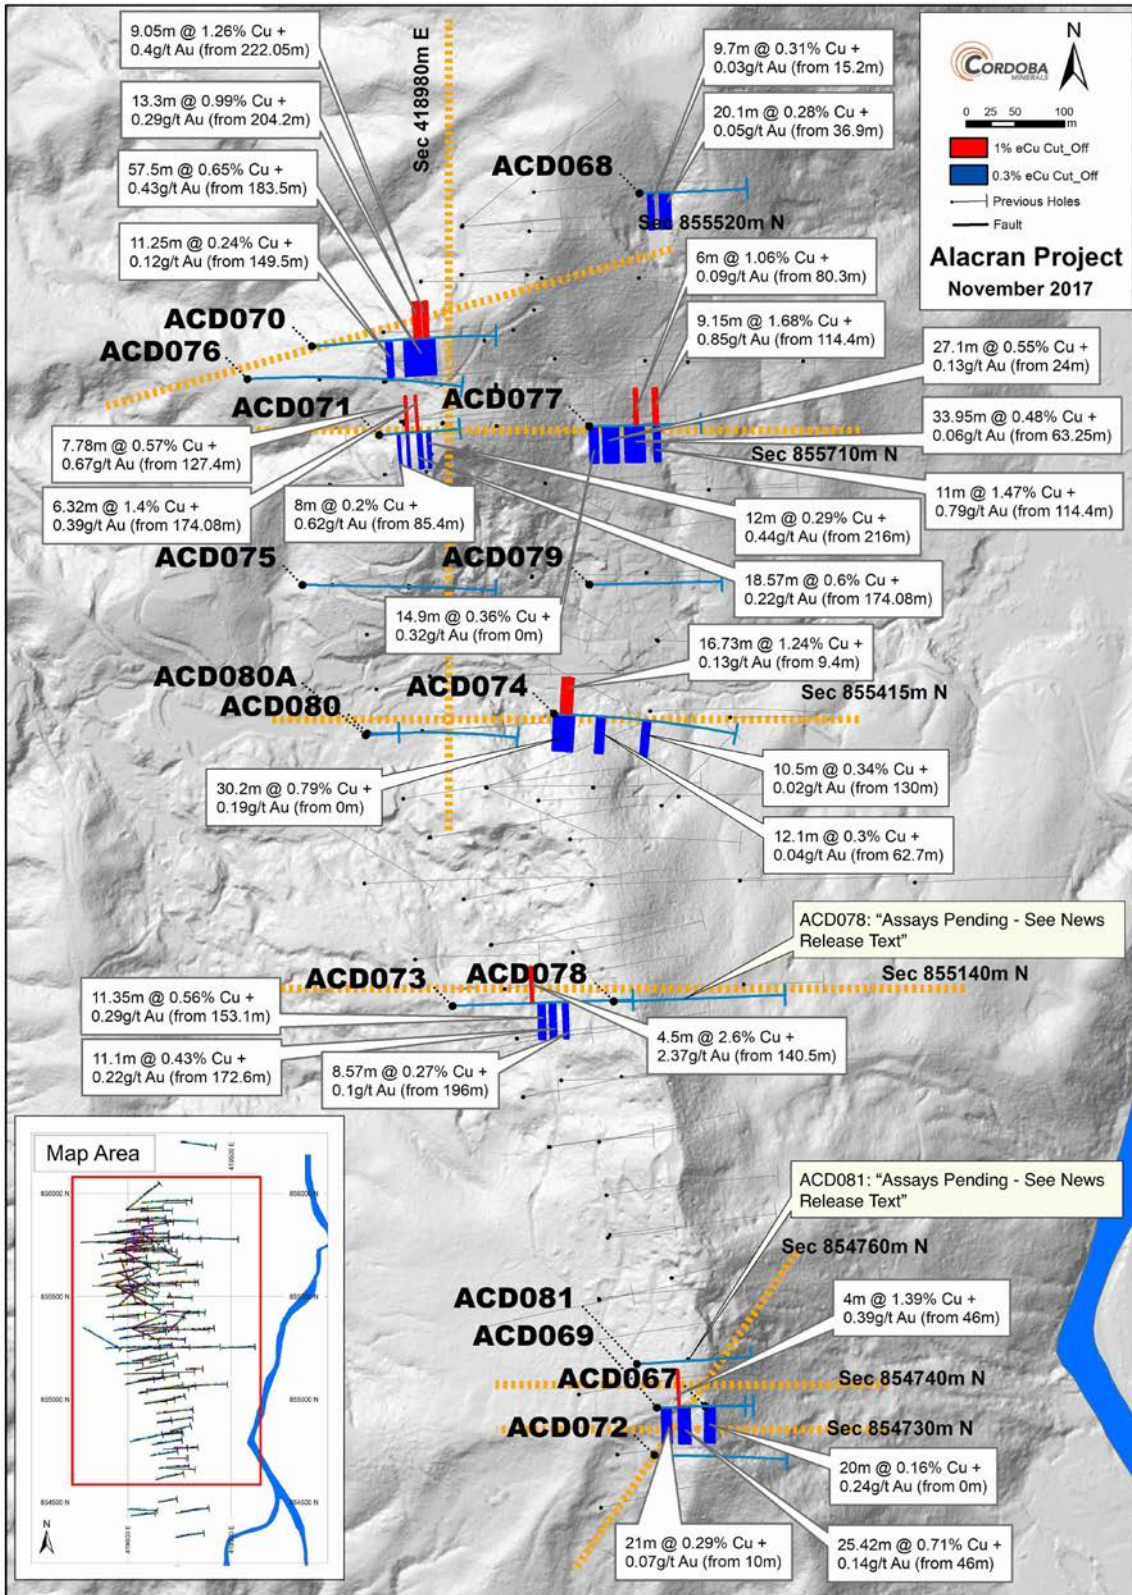 9.05m @ 1.26% Cu +
0.4g/t Au (from 222.05m)
13.3m @ 0.99% Cu +
0.29g/t Au (from 204.2m)
57.5m @ 0.65% Cu +
0.43g/t Au (from 183.5m)
11.25m @ 0.24% Cu +
0.12g/t Au (from 149.5m)
Sec 418980m E
9.7m @ 0.31% Cu +
0.03g/t Au (from 15.2m)
20.1m @ 0.28% Cu +
0.05g/t Au (from 36.9m)
N
CORDOBA
MINERALS
0 25 50 100
m
1% eCu Cut_Off
0.3% eCu Cut_Off
Previous Holes
Fault
Alacran Project
November 2017
ACD068
Sec 855520m N
6m @ 1.06% Cu +
0.09g/t Au (from 80.3m)
9.15m @ 1.68% Cu +
0.85g/t Au (from 114.4m)
ACD070
ACD076
ACD071
ACD077
27.1m @ 0.55% Cu +
0.13g/t Au (from 24m)
33.95m @ 0.48% Cu +
0.06g/t Au (from 63.25m)
Sec 855710m N
11m @ 1.47% Cu +
0.79g/t Au (from 114.4m)
7.78m @ 0.57% Cu +
0.67g/t Au (from 127.4m)
6.32m @ 1.4% Cu +
0.39g/t Au (from 174.08m)
8m @ 0.2% Cu +
0.62g/t Au (from 85.4m)
12m @ 0.29% Cu +
0.44g/t Au (from 216m)
ACD075
ACD079
18.57m @ 0.6% Cu +
0.22g/t Au (from 174.08m)
14.9m @ 0.36% Cu +
0.32g/t Au (from 0m)
16.73m @ 1.24% Cu +
0.13g/t Au (from 9.4m)
ACD080A
ACD080
ACD074
Sec 855415m N
30.2m @ 0.79% Cu +
0.19g/t Au (from 0m)
10.5m @ 0.34% Cu +
0.02g/t Au (from 130m)
12.1m @ 0.3% Cu +
0.04g/t Au (from 62.7m)
ACD078: "Assays Pending - See News
Release Text"
ACD073
ACD078
Sec 855140m N
11.35m @ 0.56% Cu +
0.29g/t Au (from 153.1m)
11.1m @ 0.43% Cu +
0.22g/t Au (from 172.6m)
8.57m @ 0.27% Cu +
0.1g/t Au (from 196m)
4.5m @ 2.6% Cu +
2.37g/t Au (from 140.5m)
Map Area
419500 E
856000 N
856000 N
855500 N
855500 N
855000 N
855000 N
854500 N
854500 N
419000 E
419500 E
N
ACD081: "Assays Pending - See News
Release Text"
Sec 854760m N
ACD081
ACD069
ACD067
ACD072
4m @ 1.39% Cu +
0.39g/t Au (from 46m)
Sec 854740m N
Sec 854730m N
20m @ 0.16% Cu +
0.24g/t Au (from 0m)
21m @ 0.29% Cu +
0.07g/t Au (from 10m)
25.42m @ 0.71% Cu +
0.14g/t Au (from 46m)